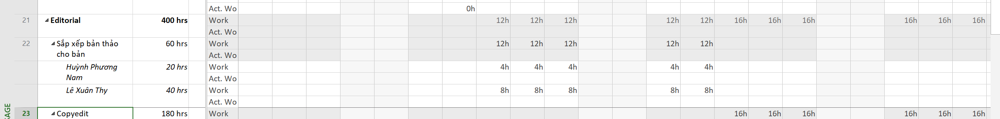 Act. Wo 0h
21 Editorial 400 hrs Work 12h 12h 12h 12h 12h 16h 16h 16h 16h 16h 16h
Act. Wo
22 Sắp xếp bản thảo 60 hrs Work 12h 12h 12h 12h 12h
cho bản Act. Wo
Huỳnh Phương 20 hrs Work 4h 4h 4h 4h 4h
Nam Act. Wo
Lê Xuân Thy 40 hrs Work 8h 8h 8h 8h 8h
Act. Wo
SAGE
23 Copyedit 180 hrs Work 16h 16h 16h 16h 16h 16h